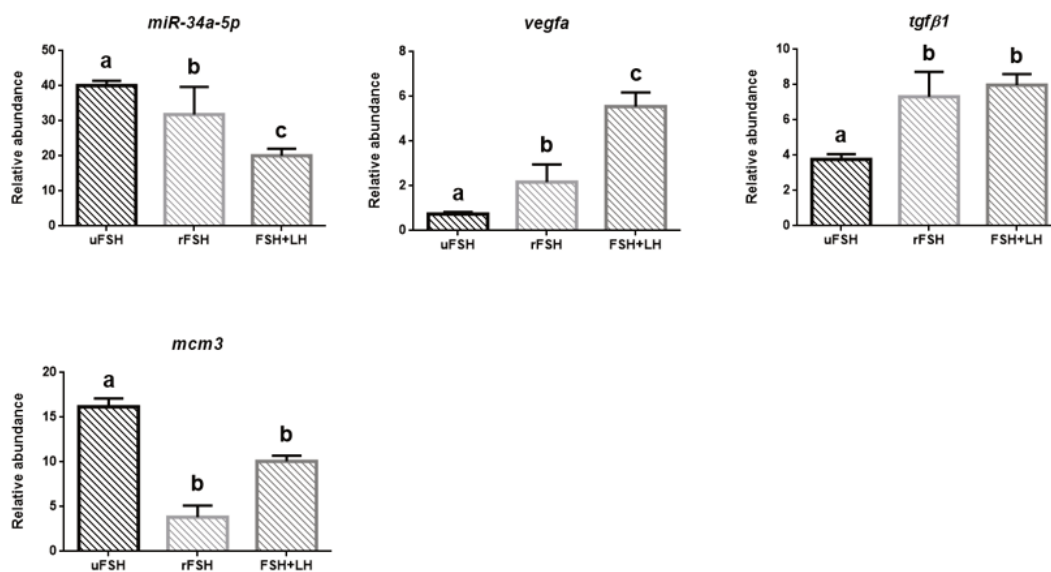 miR-34a-5p
Relative abundance
50
40
30
20
10
0
a
b
c
uFSH
rFSH
FSH+LH
vegfa
Relative abundance
8
6
4
2
0
a
b
c
uFSH
rFSH
FSH+LH
tgfβ1
Relative abundance
10
8
6
4
2
0
a
b
b
uFSH
rFSH
FSH+LH
mcm3
Relative abundance
20
15
10
5
0
a
b
b
uFSH
rFSH
FSH+LH